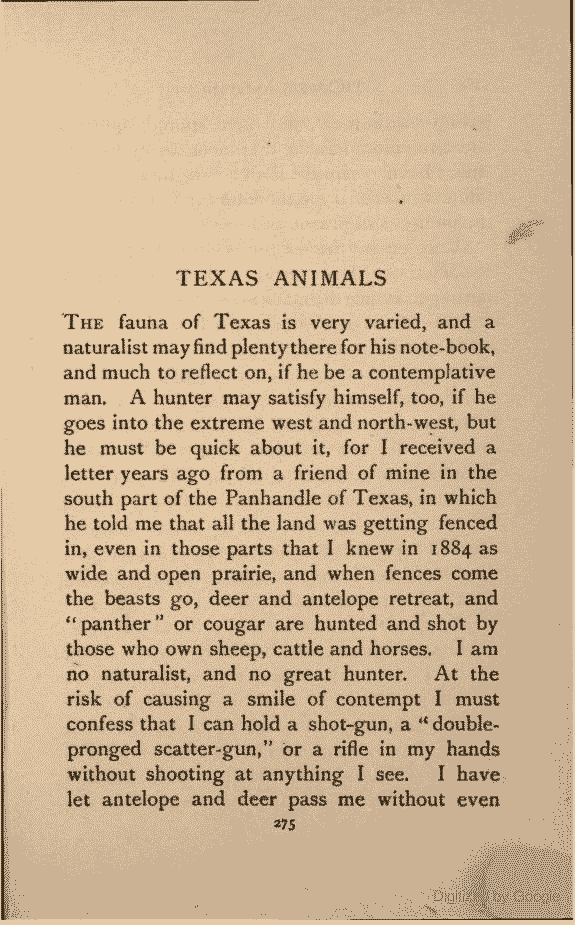 TEXAS ANIMALS
THE fauna of Texas is very varied, and a
naturalist may find plenty there for his note-book,
and much to reflect on, if he be a contemplative
man. A hunter may satisfy himself, too, if he
goes into the extreme west and north-west, but
he must be quick about it, for I received a
letter years ago from a friend of mine in the
south part of the Panhandle of Texas, in which
he told me that all the land was getting fenced
in, even in those parts that I knew in 1884 as
wide and open prairie, and when fences come
the beasts go, deer and antelope retreat, and
"panther" or cougar are hunted and shot by
those who own sheep, cattle and horses. I am
no naturalist, and no great hunter. At the
risk of causing a smile of contempt I must
confess that I can hold a shot-gun, a "double-
pronged scatter-gun," or a rifle in my hands
without shooting at anything I see. I have
let antelope and deer pass me without even
275
Digitized by Google